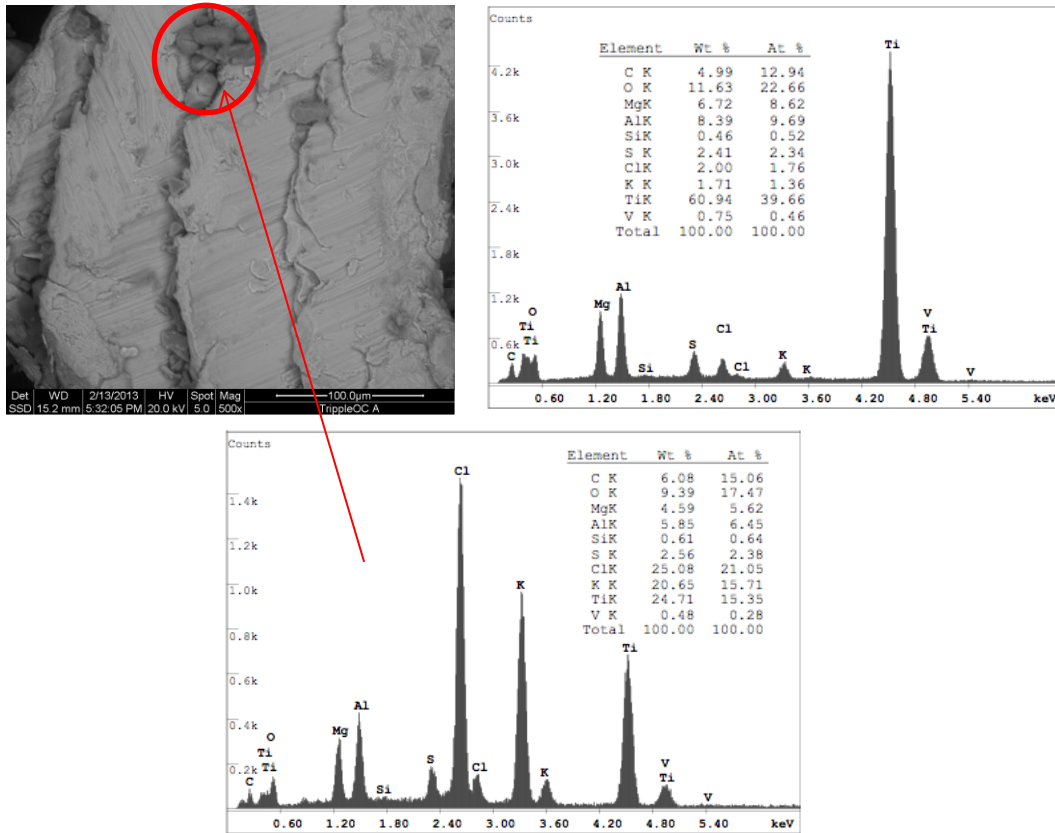 Det WD 2/13/2013 HV Spot Mag 100.0µm
SSD 15.2 mm 5:32:05 PM 20.0 kV 5.0 500x TrippleOC A
Counts
Element Wt % At %
C K 4.99 12.94
O K 11.63 22.66
MgK 6.72 8.62
AlK 8.39 9.69
SiK 0.46 0.52
S K 2.41 2.34
ClK 2.00 1.76
K K 1.71 1.36
TiK 60.94 39.66
V K 0.75 0.46
Total 100.00 100.00
Ti
4.2k
3.6k
3.0k
2.4k
1.8k
1.2k
0.6k
O
Ti
Ti
C
Mg
Al
Si
S
Cl
Cl
K
K
V
Ti
V
0.60 1.20 1.80 2.40 3.00 3.60 4.20 4.80 5.40 keV
Counts
Element Wt % At %
C K 6.08 15.06
O K 9.39 17.47
MgK 4.59 5.62
AlK 5.85 6.45
SiK 0.61 0.64
S K 2.56 2.38
ClK 25.08 21.05
K K 20.65 15.71
TiK 24.71 15.35
V K 0.48 0.28
Total 100.00 100.00
1.4k
1.2k
1.0k
0.8k
0.6k
0.4k
0.2k
O
Ti
Ti
C
Mg
Al
Si
S
Cl
Cl
K
K
Ti
V
Ti
V
0.60 1.20 1.80 2.40 3.00 3.60 4.20 4.80 5.40 keV